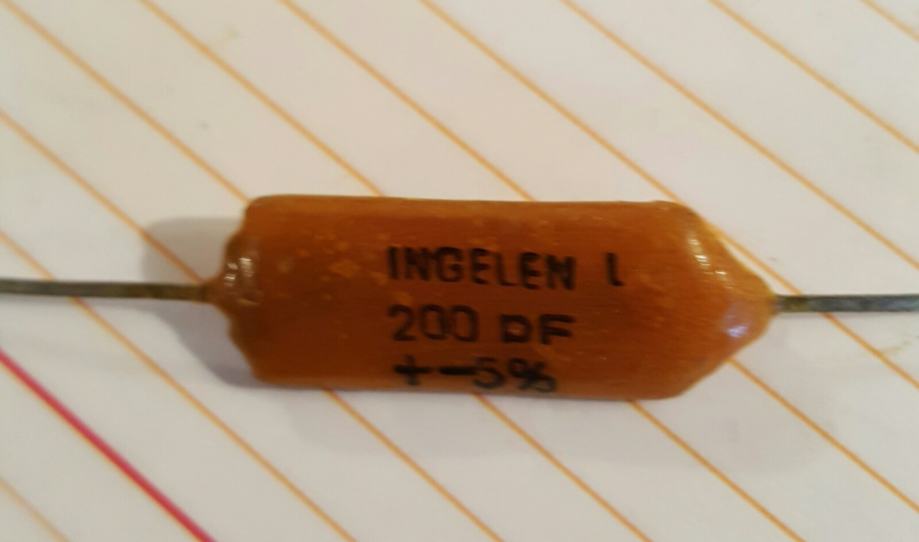 INGELEN L
200 PF
+-5%